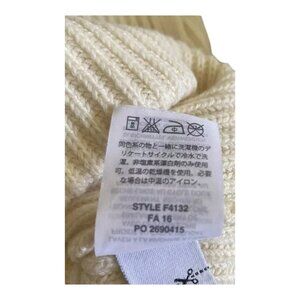 同色系の物と一緒に洗濯機のデ
リケートサイクルで冷水で洗
濯。非塩素系漂白剤のみ使用
可。低温の乾燥機を使用。必要
な場合は中温のアイロン。
STYLE F4132
FA 16
PO 2690415